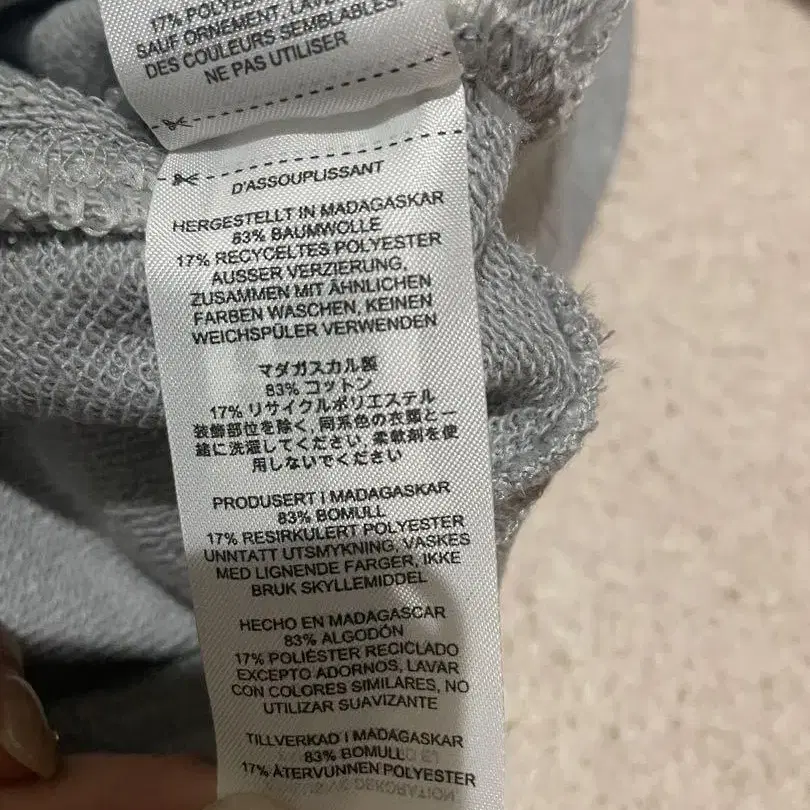 17% POLYES
SAUF ORNEMENT, LAVE
DES COULEURS SEMBLABLES.
NE PAS UTILISER
D'ASSOUPLISSANT
HERGESTELLT IN MADAGASKAR
83% BAUMWOLLE
17% RECYCELTES POLYESTER
AUSSER VERZIERUNG,
ZUSAMMEN MIT ÄHNLICHEN
FARBEN WASCHEN, KEINEN
WEICHSPÜLER VERWENDEN
マダガスカル製
83% コットン
17% リサイクルポリエステル
装飾部位を除く, 同系色の衣類と一
緒に洗濯してください, 柔軟剤を使
用しないでください
PRODUSERT I MADAGASKAR
83% BOMULL
17% RESIRKULERT POLYESTER
UNNTATT UTSMYKNING, VASKES
MED LIGNENDE FARGER, IKKE
BRUK SKYLLEMIDDEL
HECHO EN MADAGASCAR
83% ALGODÓN
17% POLIÉSTER RECICLADO
EXCEPTO ADORNOS, LAVAR
CON COLORES SIMILARES, NO
UTILIZAR SUAVIZANTE
TILLVERKAD I MADAGASKAR
83% BOMULL
17% ÅTERVUNNEN POLYESTER